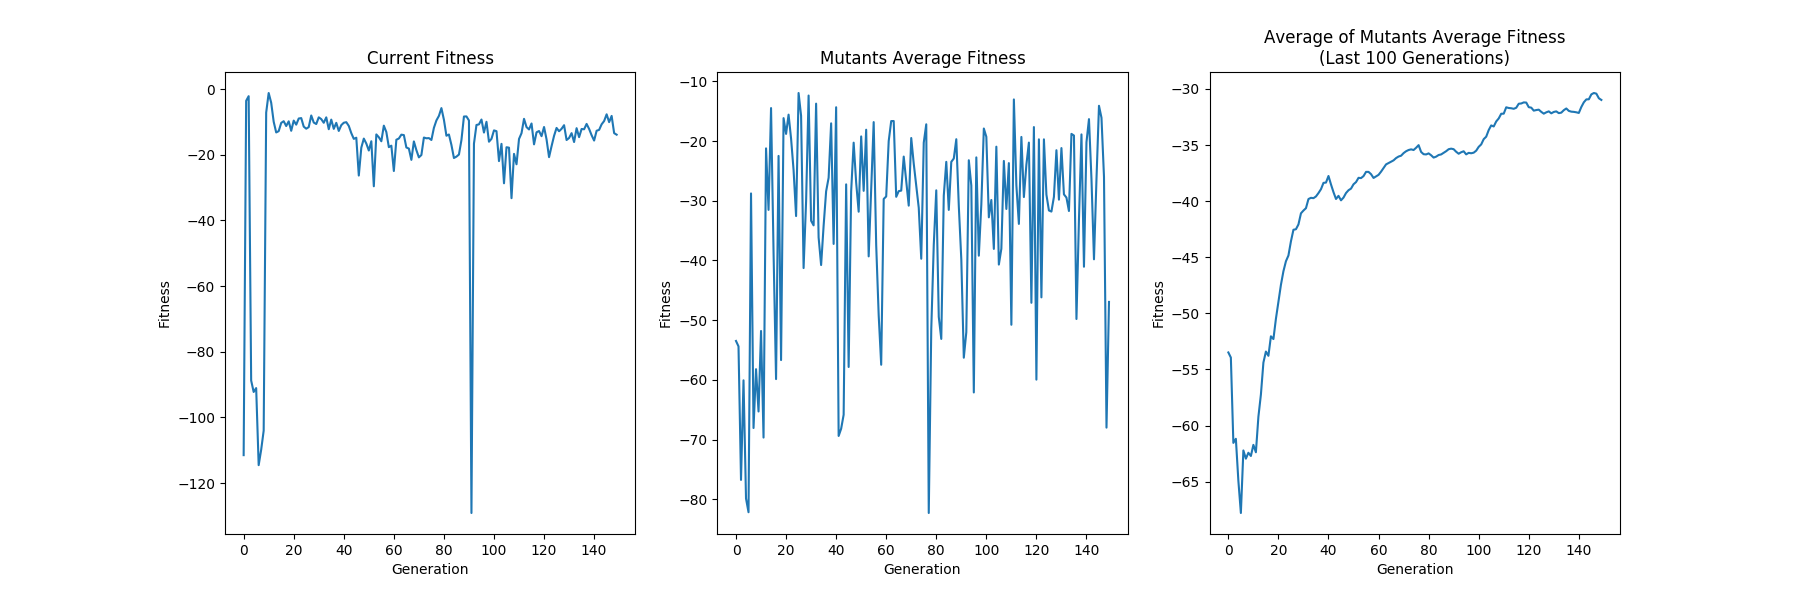 Current Fitness
Fitness
0
−20
−40
−60
−80
−100
−120
0 20 40 60 80 100 120 140
Generation
Mutants Average Fitness
Fitness
−10
−20
−30
−40
−50
−60
−70
−80
0 20 40 60 80 100 120 140
Generation
Average of Mutants Average Fitness
(Last 100 Generations)
Fitness
−30
−35
−40
−45
−50
−55
−60
−65
0 20 40 60 80 100 120 140
Generation